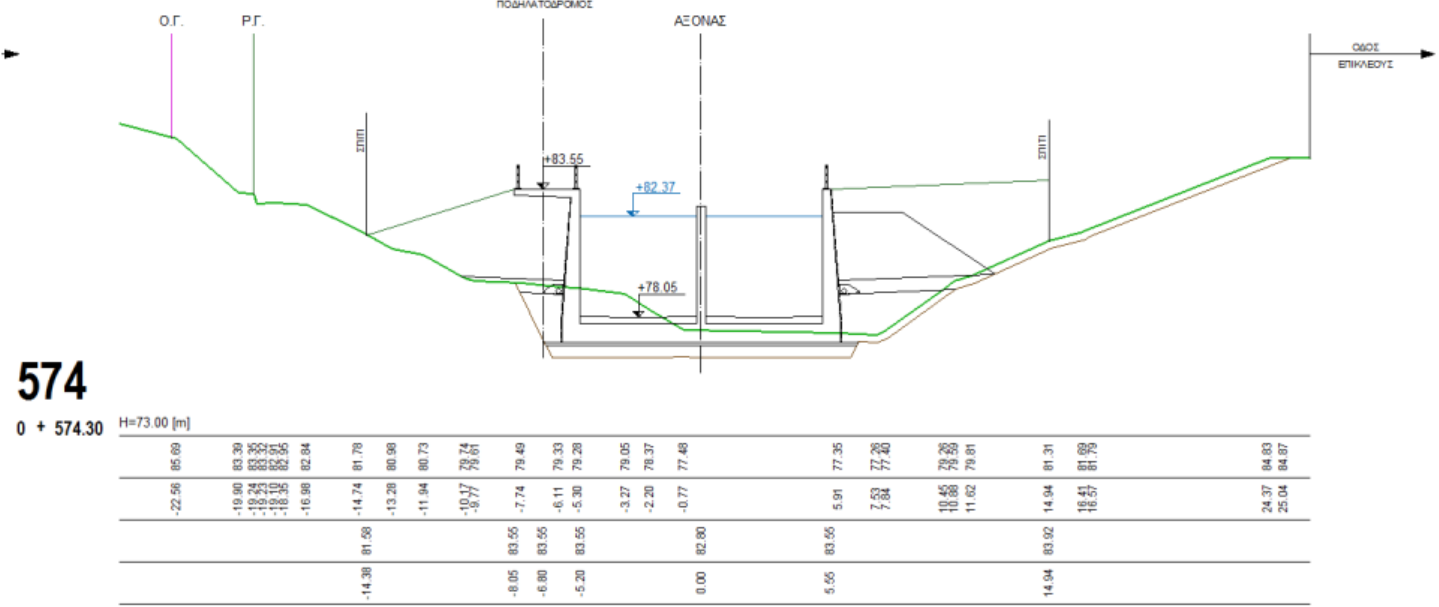 ΠΟΔΗΛΑΤΟΔΡΟΜΟΣ
Ο.Γ.
Ρ.Γ.
ΑΞΟΝΑΣ
ΟΔΟΣ
ΕΠΙΚΛΕΟΥΣ
ΣΠΙΤΙ
ΣΠΙΤΙ
+83.55
+82.37
+78.05
574
0 + 574.30
H=73.00 [m]
85.69 83.39 83.35 83.32 82.91 82.95 82.84 81.78 80.98 80.73 79.74 79.61 79.49 79.33 79.28 79.05 78.37 77.48 77.35 77.26 77.40 79.26 79.59 79.81 81.31 81.69 81.79 84.83 84.87
-22.56 -19.90 -19.24 -19.23 -19.10 -18.35 -16.98 -14.74 -13.28 -11.94 -10.17 -9.77 -7.74 -6.11 -5.30 -3.27 -2.20 -0.77 5.91 7.53 7.84 10.45 10.88 11.62 14.94 16.41 16.57 24.37 25.04
81.58 83.55 83.55 83.55 82.80 83.55 83.92
-14.38 -8.05 -6.80 -5.20 0.00 5.55 14.94